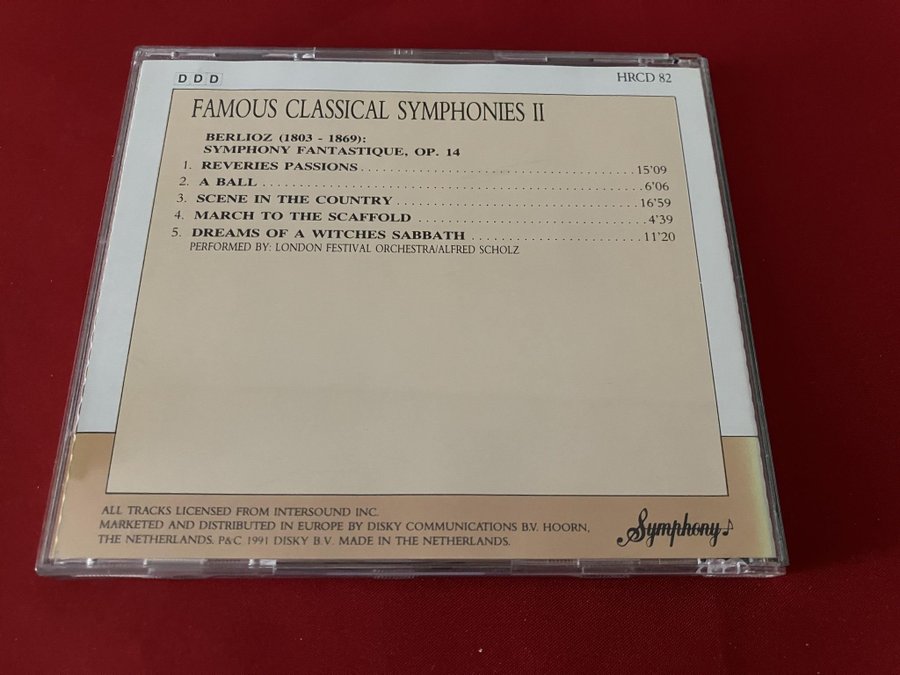 DDD
HRCD 82
FAMOUS CLASSICAL SYMPHONIES II
BERLIOZ (1803 - 1869):
SYMPHONY FANTASTIQUE, OP. 14
1. REVERIES PASSIONS 15'09
2. A BALL 6'06
3. SCENE IN THE COUNTRY 16'59
4. MARCH TO THE SCAFFOLD 4'39
5. DREAMS OF A WITCHES SABBATH 11'20
PERFORMED BY: LONDON FESTIVAL ORCHESTRA/ALFRED SCHOLZ
ALL TRACKS LICENSED FROM INTERSOUND INC.
MARKETED AND DISTRIBUTED IN EUROPE BY DISKY COMMUNICATIONS B.V. HOORN,
THE NETHERLANDS. P&C 1991 DISKY B.V. MADE IN THE NETHERLANDS.
Symphony